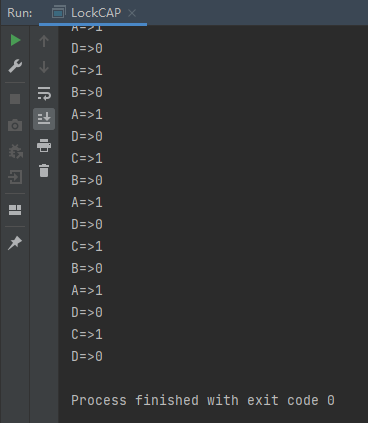 Run: LockCAP
A=>1
D=>0
C=>1
B=>0
A=>1
D=>0
C=>1
B=>0
A=>1
D=>0
C=>1
B=>0
A=>1
D=>0
C=>1
D=>0
Process finished with exit code 0